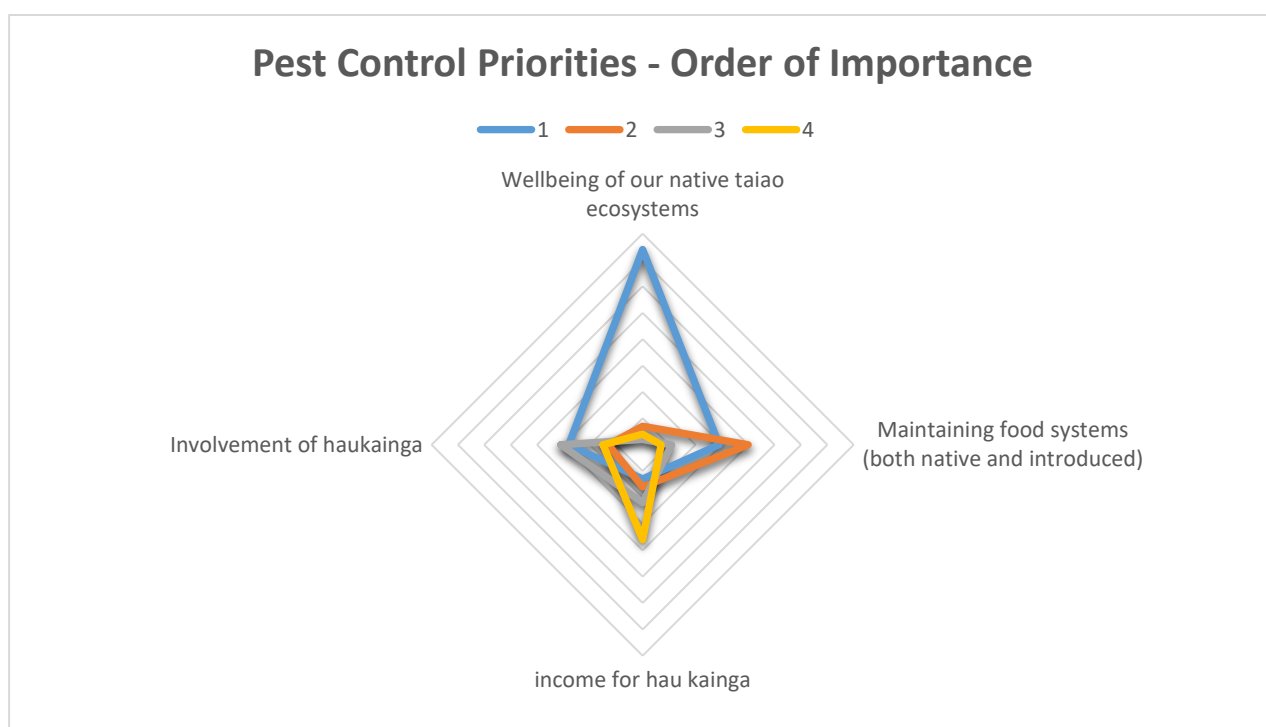 Pest Control Priorities - Order of Importance
1 2 3 4
Wellbeing of our native taiao
ecosystems
Involvement of haukainga
Maintaining food systems
(both native and introduced)
income for hau kainga